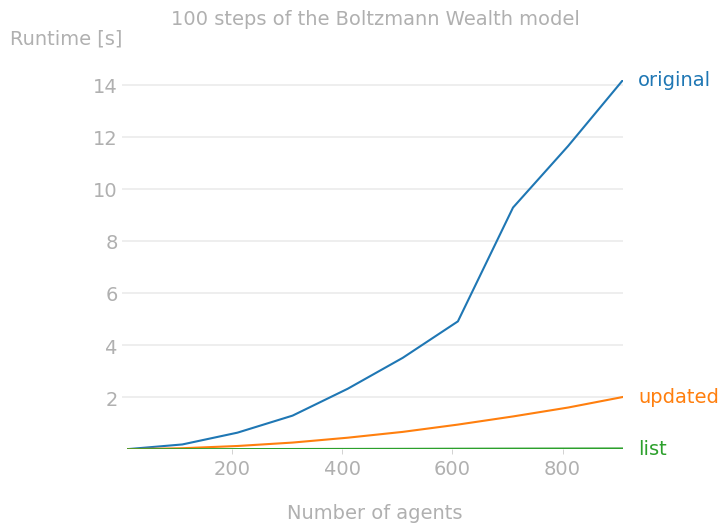 100 steps of the Boltzmann Wealth model
Runtime [s]
14
12
10
8
6
4
2
original
updated
list
200 400 600 800
Number of agents